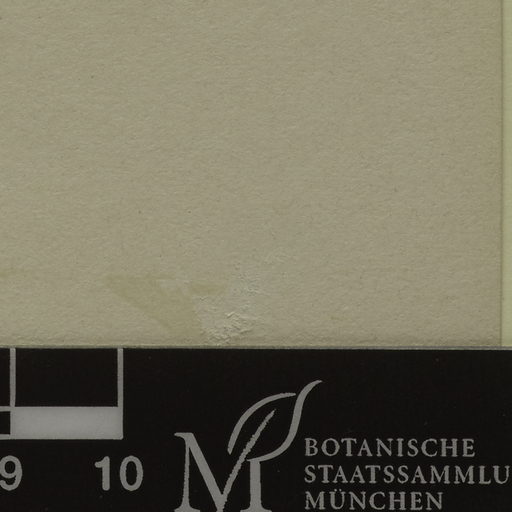 9 10
BOTANISCHE
STAATSSAMMLU
MÜNCHEN